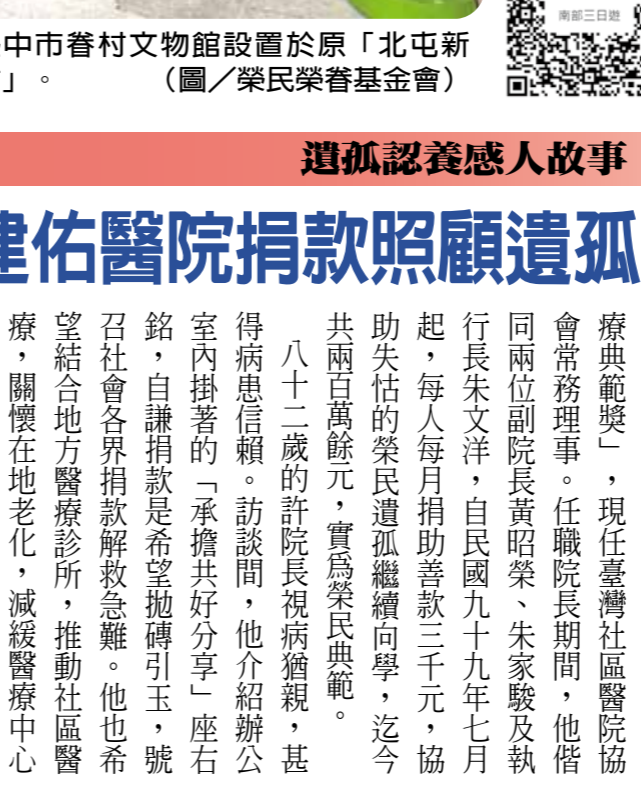 中市眷村文物館設置於原「北屯新
」。 （圖／榮民榮眷基金會）
南部三日遊
遺孤認養感人故事
建佑醫院捐款照顧遺孤
療典範獎」，現任臺灣社區醫院協
會常務理事。任職院長期間，他偕
同兩位副院長黃昭榮、朱家駿及執
行長朱文洋，自民國九十九年七月
起，每人每月捐助善款三千元，協
助失怙的榮民遺孤繼續向學，迄今
共兩百萬餘元，實為榮民典範。
八十二歲的許院長視病猶親，甚
得病患信賴。訪談間，他介紹辦公
室內掛著的「承擔共好分享」座右
銘，自謙捐款是希望拋磚引玉，號
召社會各界捐款解救急難。他也希
望結合地方醫療診所，推動社區醫
療，關懷在地老化，減緩醫療中心